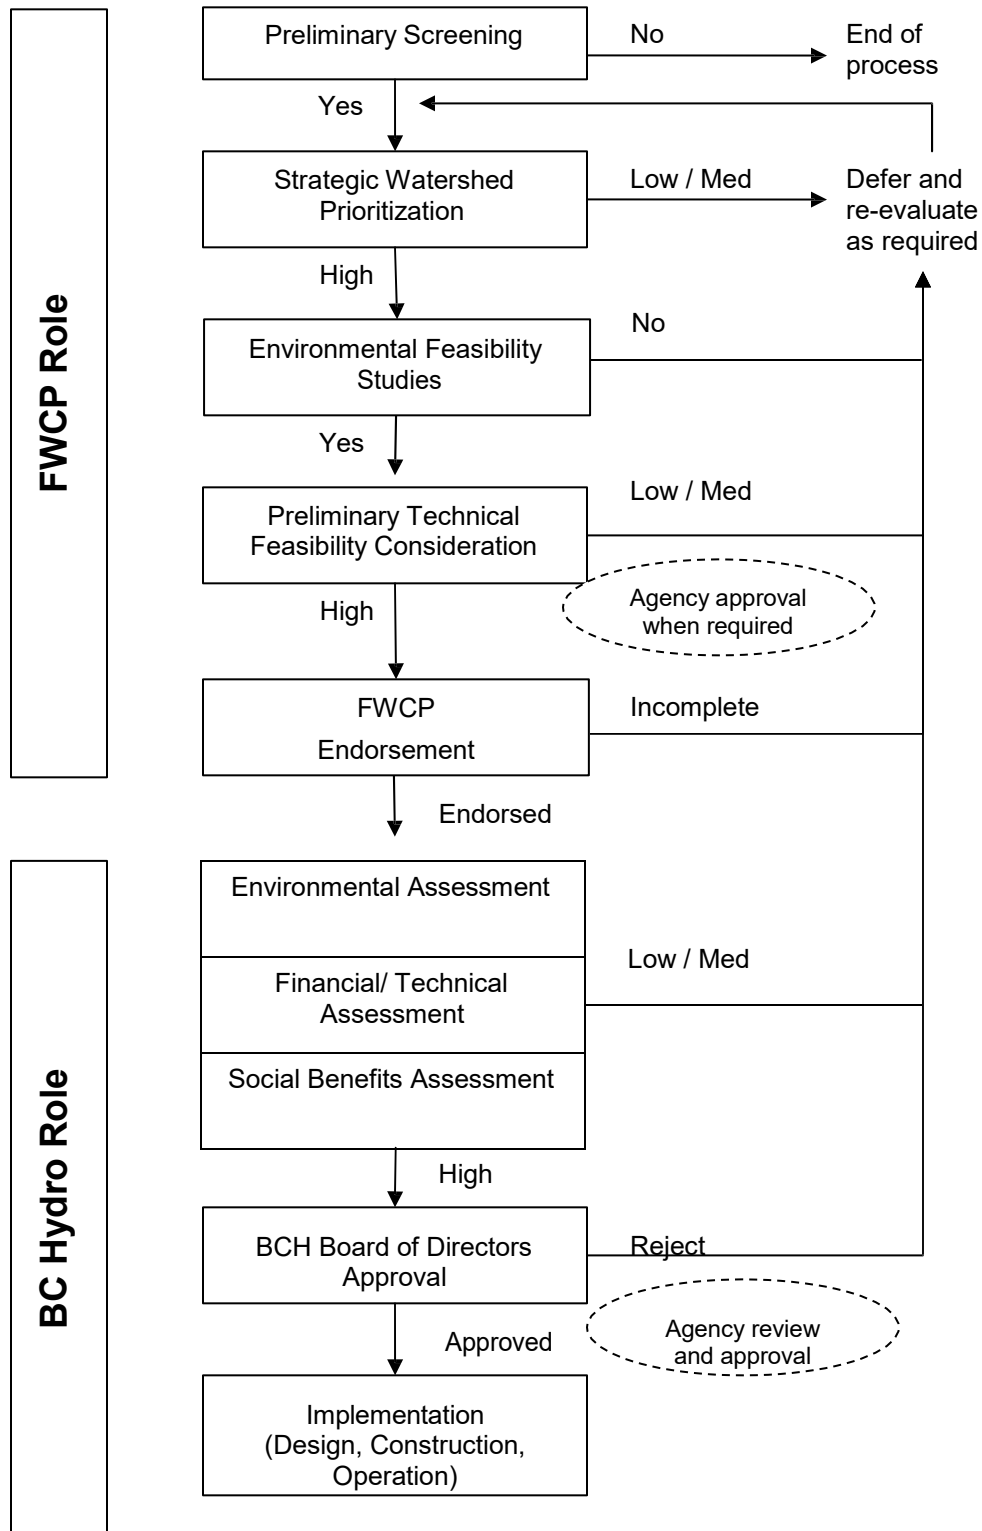 Preliminary Screening
No
End of
process
Yes
Strategic Watershed
Prioritization
Low / Med
Defer and
re-evaluate
as required
High
Environmental Feasibility
Studies
No
Yes
Preliminary Technical
Feasibility Consideration
Low / Med
High
Agency approval
when required
FWCP
Endorsement
Incomplete
Endorsed
FWCP Role
Environmental Assessment
Financial/ Technical
Assessment
Low / Med
Social Benefits Assessment
High
BCH Board of Directors
Approval
Reject
Approved
Agency review
and approval
Implementation
(Design, Construction,
Operation)
BC Hydro Role